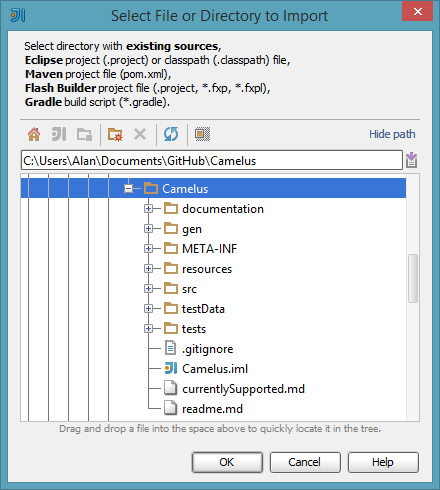 Select File or Directory to Import
Select directory with existing sources,
Eclipse project (.project) or classpath (.classpath) file,
Maven project file (pom.xml),
Flash Builder project file (.project, *.fxp, *.fxpl),
Gradle build script (*.gradle).
Hide path
C:\Users\Alan\Documents\GitHub\Camelus
Camelus
documentation
gen
META-INF
resources
src
testData
tests
.gitignore
Camelus.iml
currentlySupported.md
readme.md
Drag and drop a file into the space above to quickly locate it in the tree.
OK Cancel Help